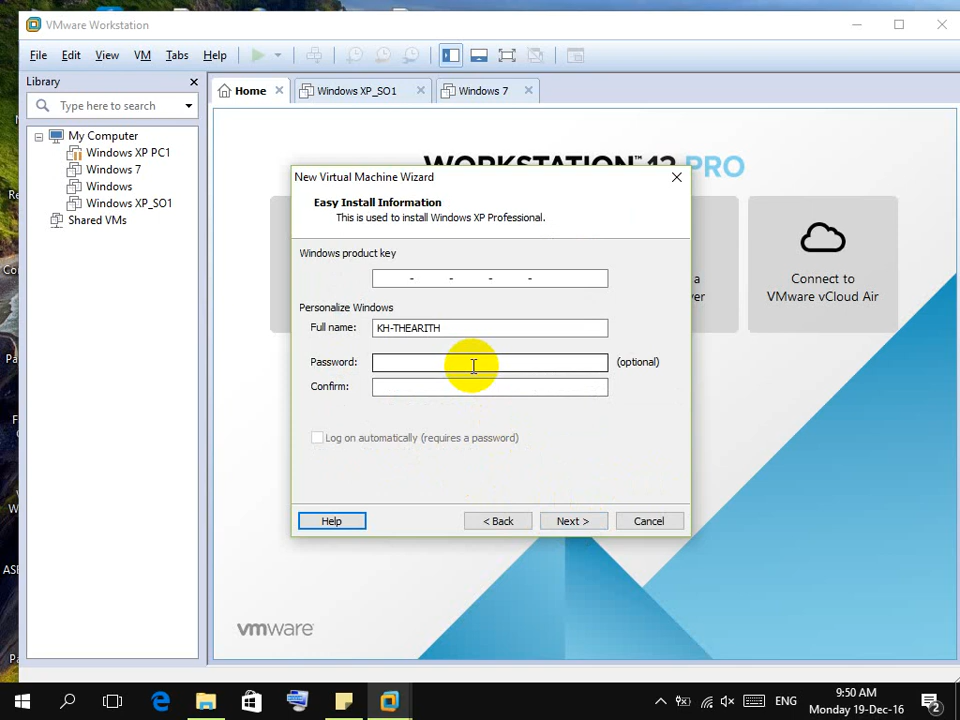 VMware Workstation
File Edit View VM Tabs Help
Library
Type here to search
Home
Windows XP_SO1
Windows 7
My Computer
Windows XP PC1
Windows 7
Windows
Windows XP_SO1
Shared VMs
WORKSTATION™ 12 PRO
New Virtual Machine Wizard
Easy Install Information
This is used to install Windows XP Professional.
Windows product key
- - - -
Personalize Windows
Full name: KH-THEARITH
Password: (optional)
Confirm:
Log on automatically (requires a password)
Help < Back Next > Cancel
Connect to
VMware vCloud Air
vmware
ENG
9:50 AM
Monday 19-Dec-16
2